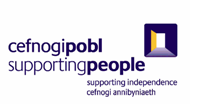 cefnogipobl
supportingpeople
supporting independence
cefnogi annibyniaeth